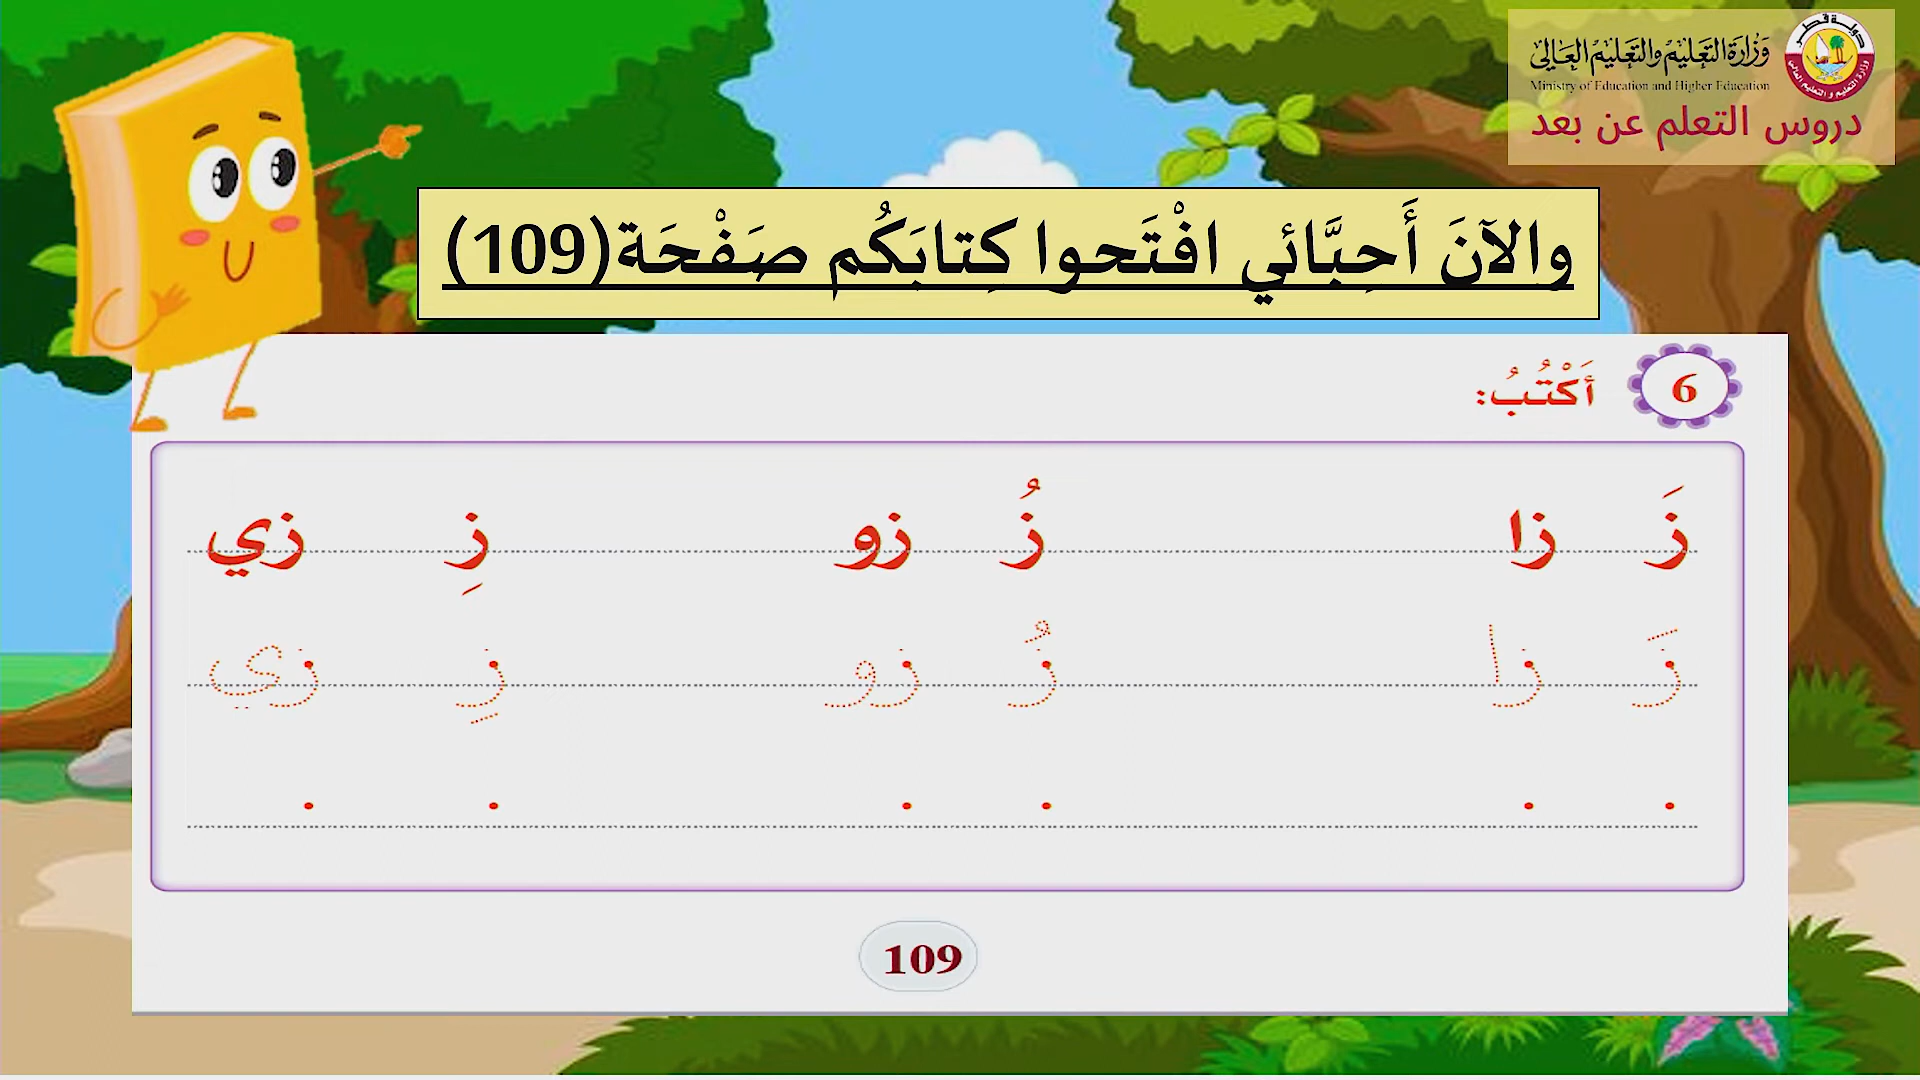 وزارة التعليم والتعليم العالي
Ministry of Education and Higher Education
دروس التعلم عن بعد
والآنَ أَحِبَّائي افْتَحوا كِتابَكُم صَفْحَة(109)
6 أَكْتُبُ:
زَ زا زُ زو زِ زي
زَ زا زُ زو زِ زي
109